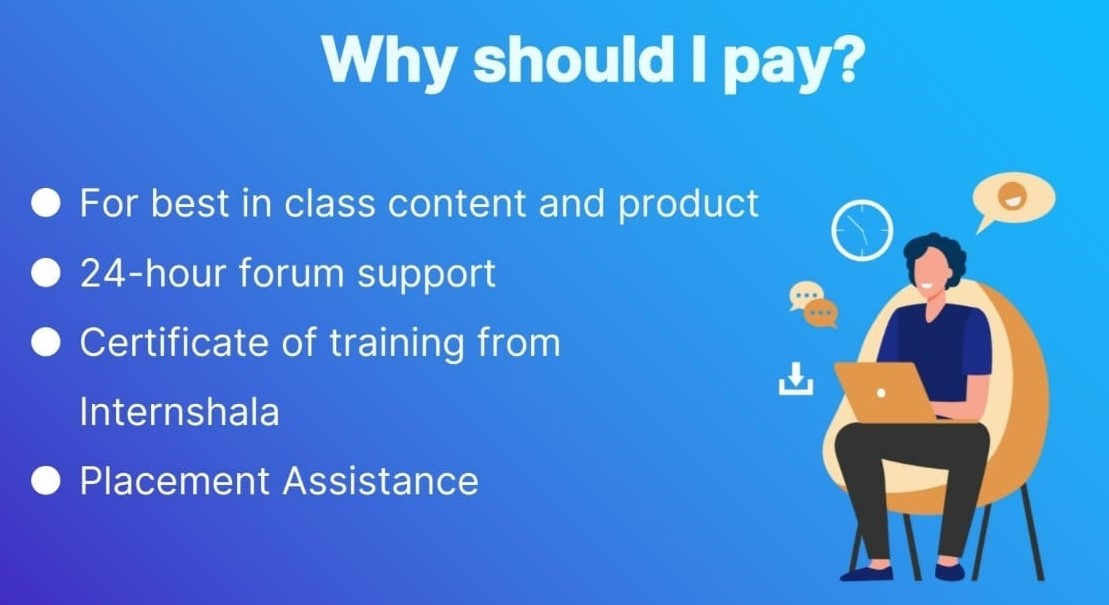 Why should I pay?
For best in class content and product
24-hour forum support
Certificate of training from
Internshala
Placement Assistance